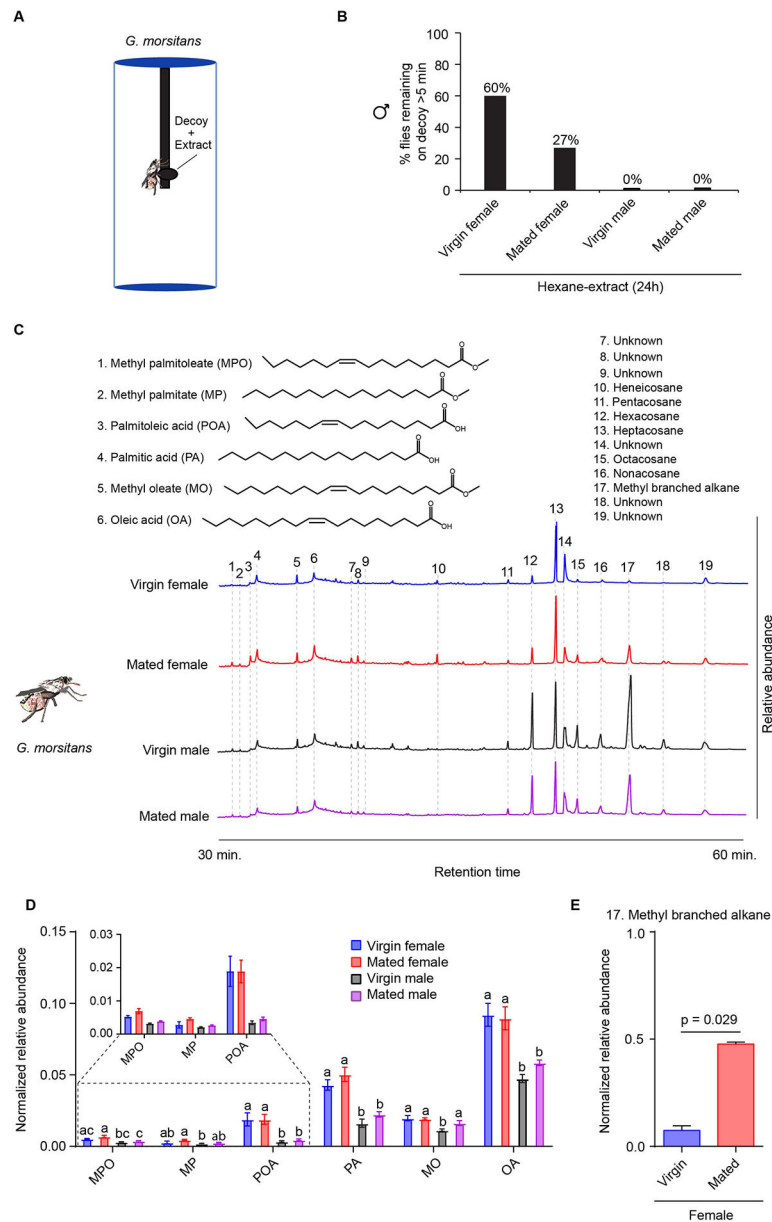 A
G. morsitans
Decoy
+
Extract
B
♂
% flies remaining
on decoy >5 min
100
80
60
40
20
0
60%
27%
0%
0%
Virgin female
Mated female
Virgin male
Mated male
Hexane-extract (24h)
C
1. Methyl palmitoleate (MPO)
O
O
2. Methyl palmitate (MP)
O
O
3. Palmitoleic acid (POA)
O
OH
4. Palmitic acid (PA)
O
OH
5. Methyl oleate (MO)
O
O
6. Oleic acid (OA)
O
OH
7. Unknown
8. Unknown
9. Unknown
10. Heneicosane
11. Pentacosane
12. Hexacosane
13. Heptacosane
14. Unknown
15. Octacosane
16. Nonacosane
17. Methyl branched alkane
18. Unknown
19. Unknown
1 2 3 4 5 6 7 8 9 10 11 12 13 14 15 16 17 18 19
Virgin female
Mated female
Virgin male
Mated male
G. morsitans
Relative abundance
30 min.
60 min.
Retention time
D
Normalized relative abundance
0.15
0.10
0.05
0.00
0.03
0.02
0.01
0.00
MPO
MP
POA
Virgin female
Mated female
Virgin male
Mated male
ac a bc c
ab a b ab
a a b b
a a b b
a a b a
a a b b
MPO
MP
POA
PA
MO
OA
E
17. Methyl branched alkane
Normalized relative abundance
1.0
0.5
0.0
p = 0.029
Virgin
Mated
Female